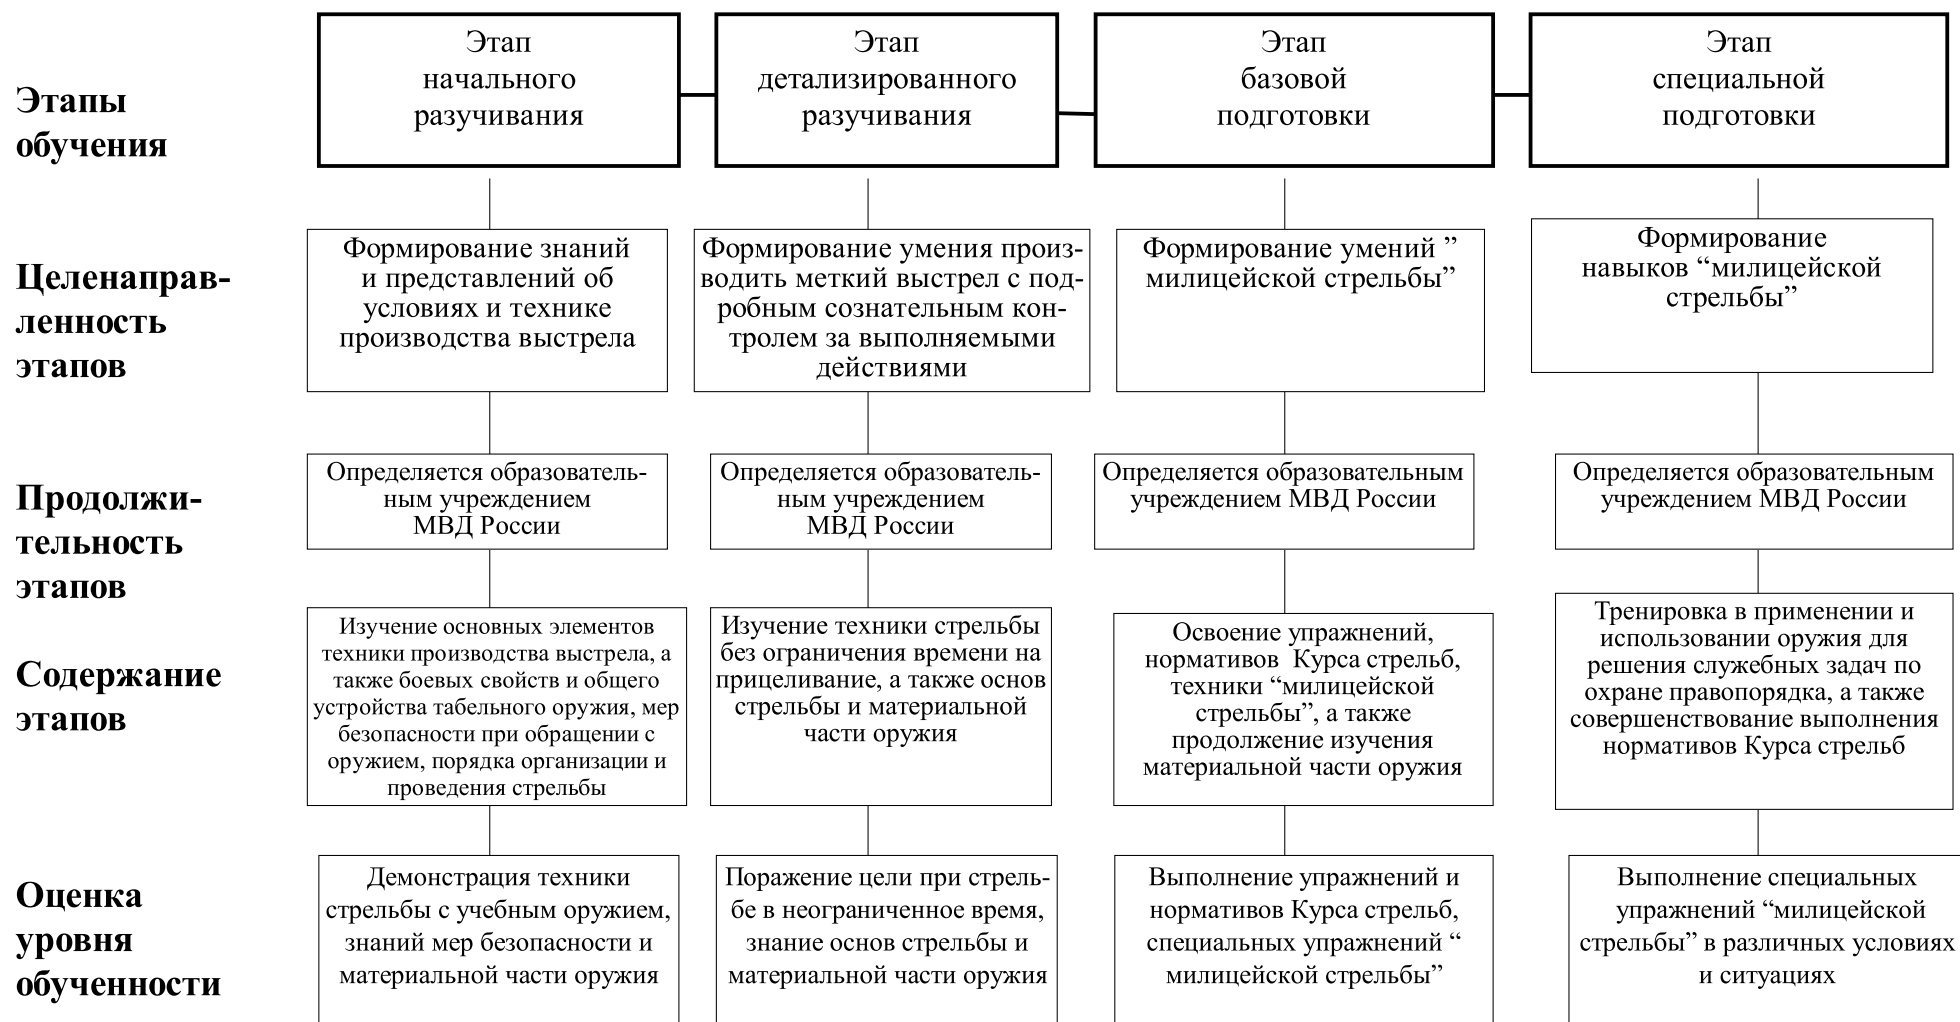 Этапы
обучения
Этап
начального
разучивания
Этап
детализированного
разучивания
Этап
базовой
подготовки
Этап
специальной
подготовки
Целенаправ-
ленность
этапов
Формирование знаний
и представлений об
условиях и технике
производства выстрела
Формирование умения произ-
водить меткий выстрел с под-
робным сознательным кон-
тролем за выполняемыми
действиями
Формирование умений ”
милицейской стрельбы”
Формирование
навыков “милицейской
стрельбы”
Продолжи-
тельность
этапов
Определяется образователь-
ным учреждением
МВД России
Определяется образователь-
ным учреждением
МВД России
Определяется образовательным
учреждением МВД России
Определяется образовательным
учреждением МВД России
Содержание
этапов
Изучение основных элементов
техники производства выстрела, а
также боевых свойств и общего
устройства табельного оружия, мер
безопасности при обращении с
оружием, порядка организации и
проведения стрельбы
Изучение техники стрельбы
без ограничения времени на
прицеливание, а также основ
стрельбы и материальной
части оружия
Освоение упражнений,
нормативов Курса стрельб,
техники “милицейской
стрельбы”, а также
продолжение изучения
материальной части оружия
Тренировка в применении и
использовании оружия для
решения служебных задач по
охране правопорядка, а также
совершенствование выполнения
нормативов Курса стрельб
Оценка
уровня
обученности
Демонстрация техники
стрельбы с учебным оружием,
знаний мер безопасности и
материальной части оружия
Поражение цели при стрель-
бе в неограниченное время,
знание основ стрельбы и
материальной части оружия
Выполнение упражнений и
нормативов Курса стрельб,
специальных упражнений “
милицейской стрельбы”
Выполнение специальных
упражнений “милицейской
стрельбы” в различных условиях
и ситуациях